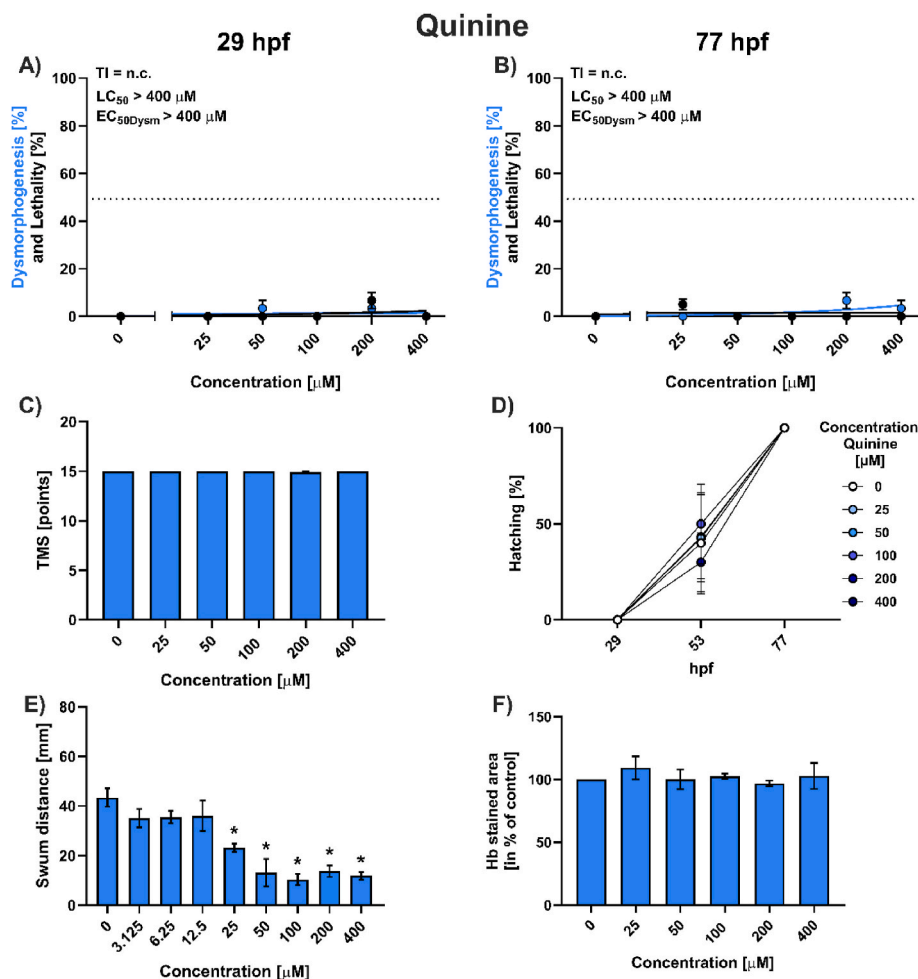 Quinine
29 hpf
77 hpf
A)
TI = n.c.
LC50 > 400 μM
EC50Dysm > 400 μM
Dysmorphogenesis [%]
and Lethality [%]
100
80
60
40
20
0
0
25
50
100
200
400
Concentration [μM]
B)
TI = n.c.
LC50 > 400 μM
EC50Dysm > 400 μM
Dysmorphogenesis [%]
and Lethality [%]
100
80
60
40
20
0
0
25
50
100
200
400
Concentration [μM]
C)
TMS [points]
20
15
10
5
0
0
25
50
100
200
400
Concentration [μM]
D)
Hatching [%]
100
50
0
29
53
77
hpf
Concentration
Quinine
[μM]
0
25
50
100
200
400
E)
Swum distance [mm]
80
60
40
20
0
*
*
*
*
*
0
3.125
6.25
12.5
25
50
100
200
400
Concentration [μM]
F)
Hb stained area
[in % of control]
150
100
50
0
0
25
50
100
200
400
Concentration [μM]